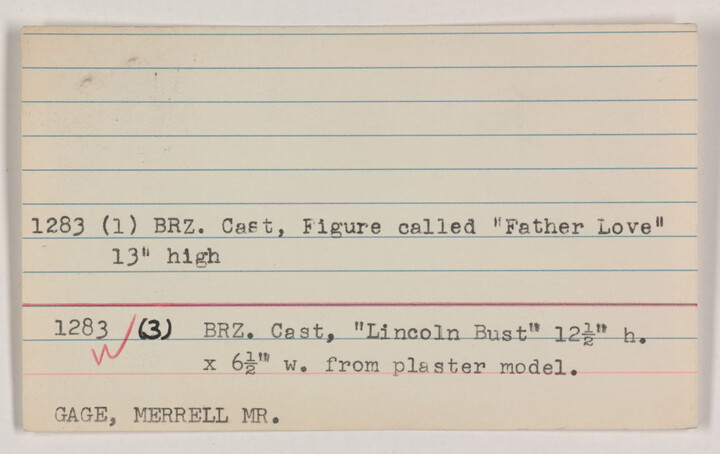 1283 (1) BRZ. Cast, Figure called "Father Love"
13" high
1283 (3) BRZ. Cast, "Lincoln Bust" 12½" h.
w x 6½" w. from plaster model.
GAGE, MERRELL MR.